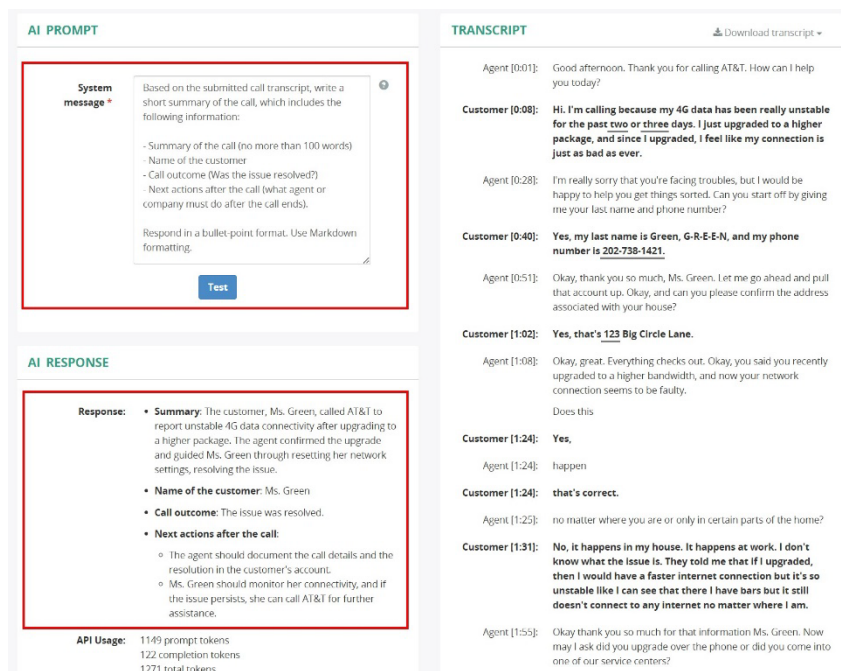 AI PROMPT
System
message *
Based on the submitted call transcript, write a
short summary of the call, which includes the
following information:
- Summary of the call (no more than 100 words)
- Name of the customer
- Call outcome (Was the issue resolved?)
- Next actions after the call (what agent or
company must do after the call ends).
Respond in a bullet-point format. Use Markdown
formatting.
Test
AI RESPONSE
Response:
• Summary: The customer, Ms. Green, called AT&T to
report unstable 4G data connectivity after upgrading to
a higher package. The agent confirmed the upgrade
and guided Ms. Green through resetting her network
settings, resolving the issue.
• Name of the customer: Ms. Green
• Call outcome: The issue was resolved.
• Next actions after the call:
◦ The agent should document the call details and the
resolution in the customer's account.
◦ Ms. Green should monitor her connectivity, and if
the issue persists, she can call AT&T for further
assistance.
API Usage: 1149 prompt tokens
122 completion tokens
1271 total tokens
TRANSCRIPT
Download transcript
Agent [0:01]: Good afternoon. Thank you for calling AT&T. How can I help
you today?
Customer [0:08]: Hi. I'm calling because my 4G data has been really unstable
for the past two or three days. I just upgraded to a higher
package, and since I upgraded, I feel like my connection is
just as bad as ever.
Agent [0:28]: I'm really sorry that you're facing troubles, but I would be
happy to help you get things sorted. Can you start off by giving
me your last name and phone number?
Customer [0:40]: Yes, my last name is Green, G-R-E-E-N, and my phone
number is 202-738-1421.
Agent [0:51]: Okay, thank you so much, Ms. Green. Let me go ahead and pull
that account up. Okay, and can you please confirm the address
associated with your house?
Customer [1:02]: Yes, that's 123 Big Circle Lane.
Agent [1:08]: Okay, great. Everything checks out. Okay, you said you recently
upgraded to a higher bandwidth, and now your network
connection seems to be faulty.
Does this
Customer [1:24]: Yes,
Agent [1:24]: happen
Customer [1:24]: that's correct.
Agent [1:25]: no matter where you are or only in certain parts of the home?
Customer [1:31]: No, it happens in my house. It happens at work. I don't
know what the issue is. They told me that if I upgraded,
then I would have a faster internet connection but it's so
unstable like I can see that there I have bars but it still
doesn't connect to any internet no matter where I am.
Agent [1:55]: Okay thank you so much for that information Ms. Green. Now
may I ask did you upgrade over the phone or did you come into
one of our service centers?